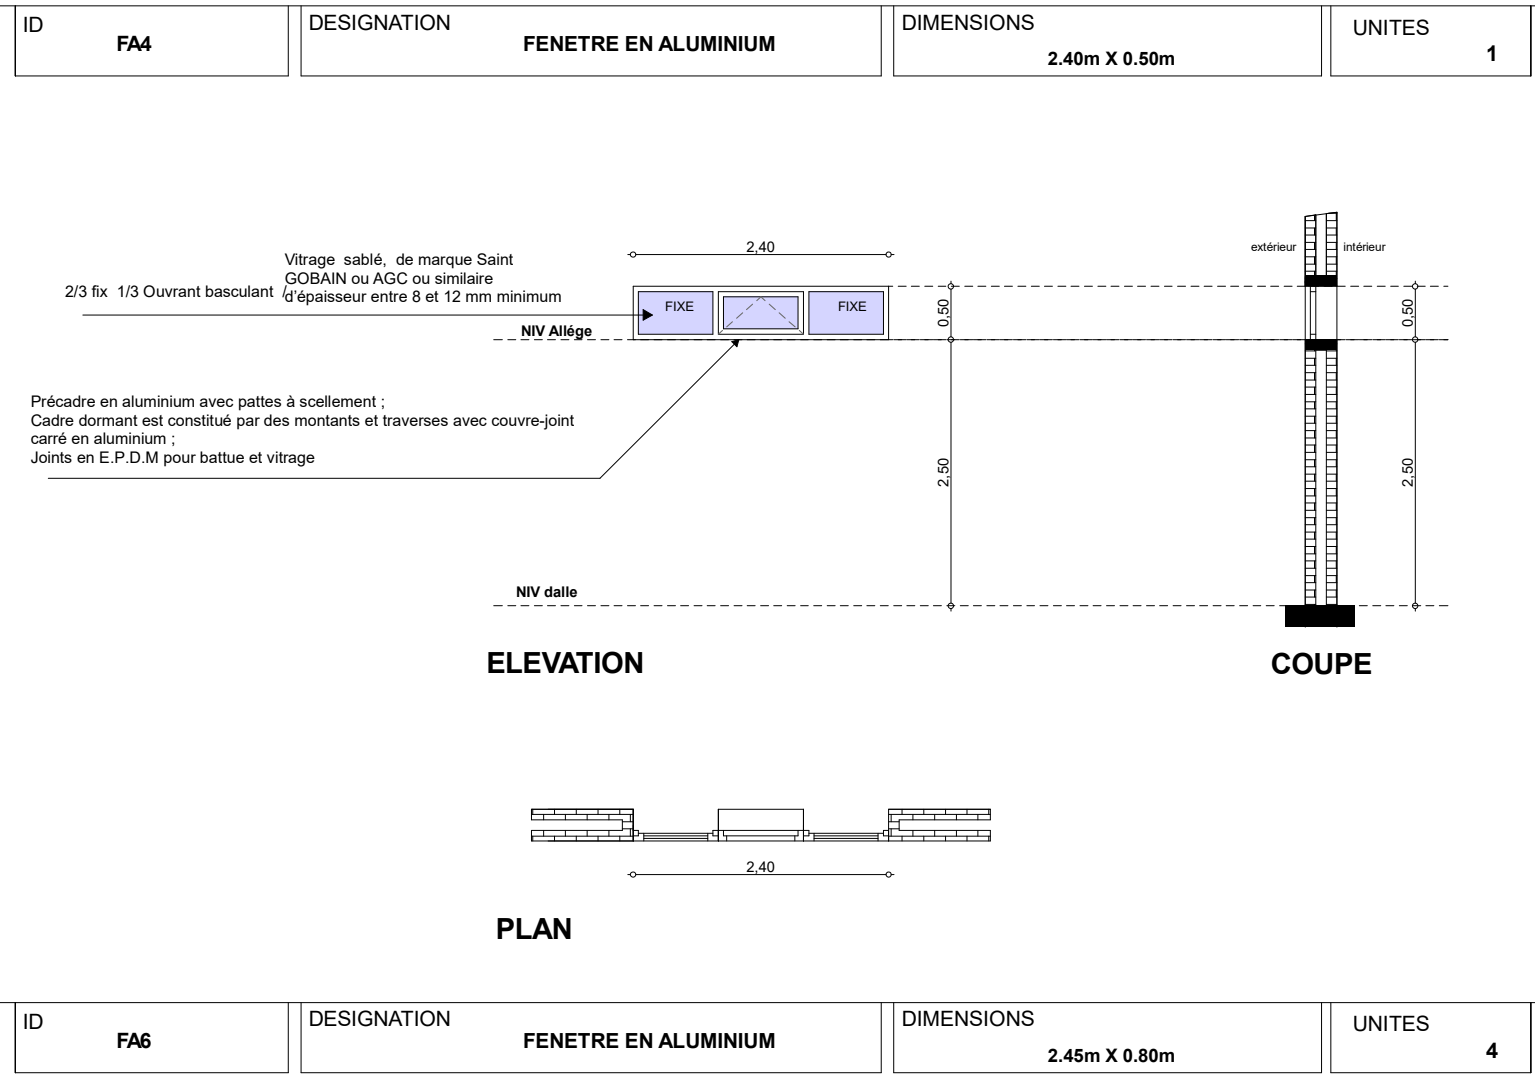 ID
FA4
DESIGNATION
FENETRE EN ALUMINIUM
DIMENSIONS
2.40m X 0.50m
UNITES
1
Vitrage sablé, de marque Saint
GOBAIN ou AGC ou similaire
d'épaisseur entre 8 et 12 mm minimum
2/3 fix 1/3 Ouvrant basculant /
2,40
FIXE
FIXE
NIV Allége
0,50
extérieur
intérieur
0,50
Précadre en aluminium avec pattes à scellement ;
Cadre dormant est constitué par des montants et traverses avec couvre-joint
carré en aluminium ;
Joints en E.P.D.M pour battue et vitrage
2,50
2,50
NIV dalle
ELEVATION
COUPE
2,40
PLAN
ID
FA6
DESIGNATION
FENETRE EN ALUMINIUM
DIMENSIONS
2.45m X 0.80m
UNITES
4